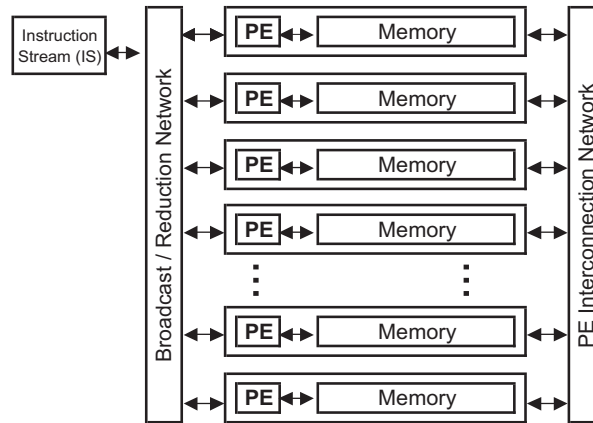 Instruction
Stream (IS)
Broadcast / Reduction Network
PE Memory
PE Memory
PE Memory
PE Memory
PE Memory
PE Memory
PE Interconnection Network